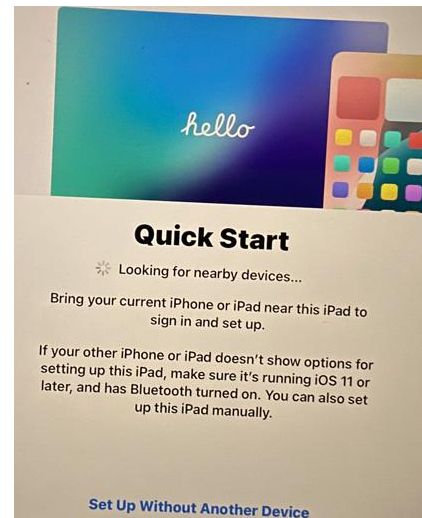 hello
Quick Start
Looking for nearby devices...
Bring your current iPhone or iPad near this iPad to
sign in and set up.
If your other iPhone or iPad doesn't show options for
setting up this iPad, make sure it's running iOS 11 or
later, and has Bluetooth turned on. You can also set
up this iPad manually.
Set Up Without Another Device